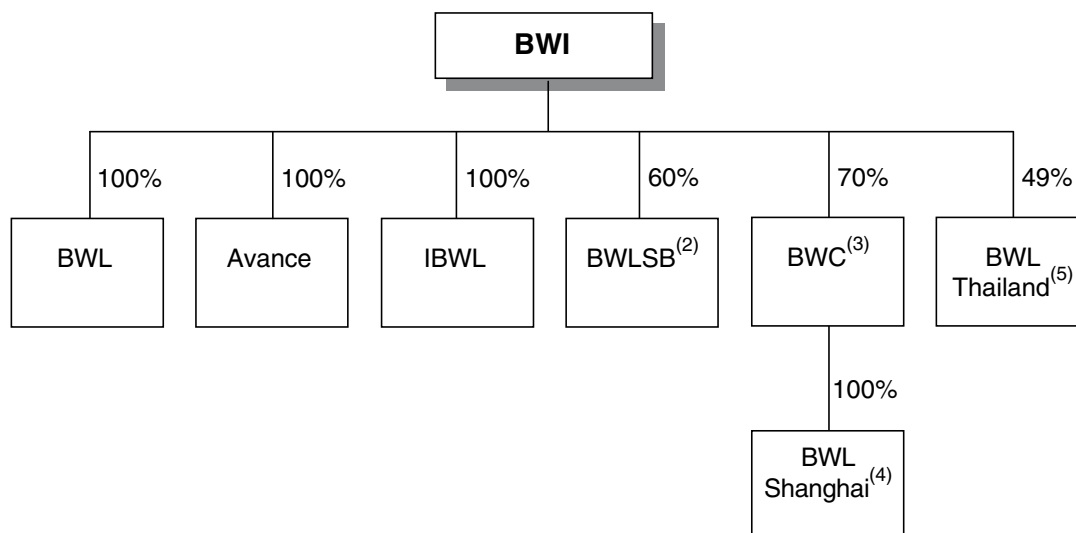 BWI
100%
100%
100%
60%
70%
49%
BWL
Avance
IBWL
BWLSB(2)
BWC(3)
BWL
Thailand(5)
100%
BWL
Shanghai(4)